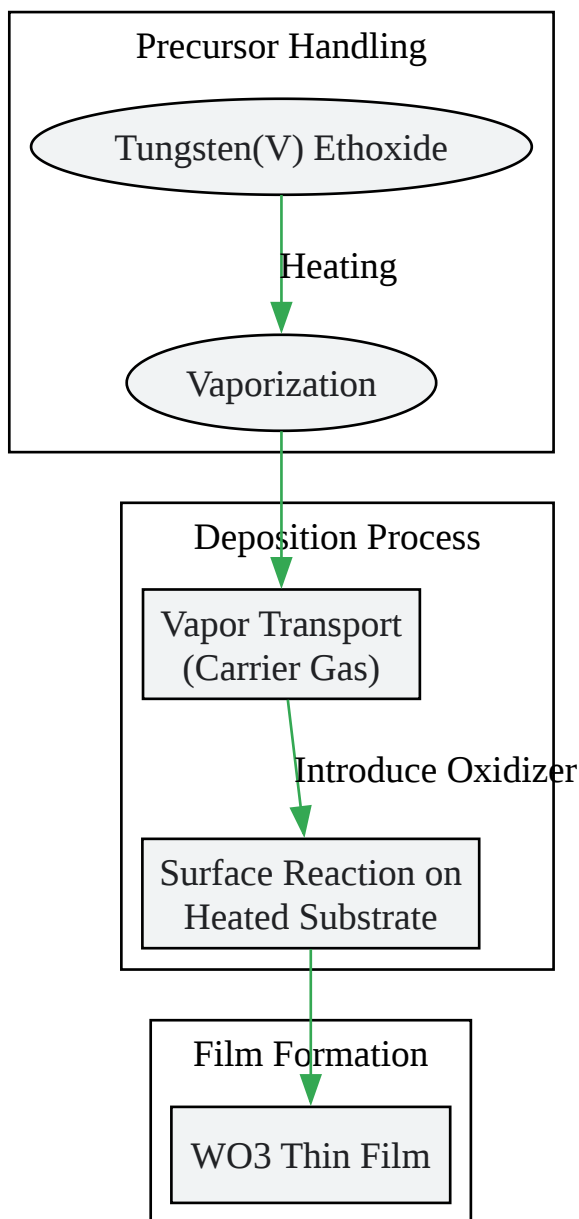 Precursor Handling
Tungsten(V) Ethoxide
Heating
Vaporization
Deposition Process
Vapor Transport
(Carrier Gas)
Introduce Oxidizer
Surface Reaction on
Heated Substrate
Film Formation
WO3 Thin Film